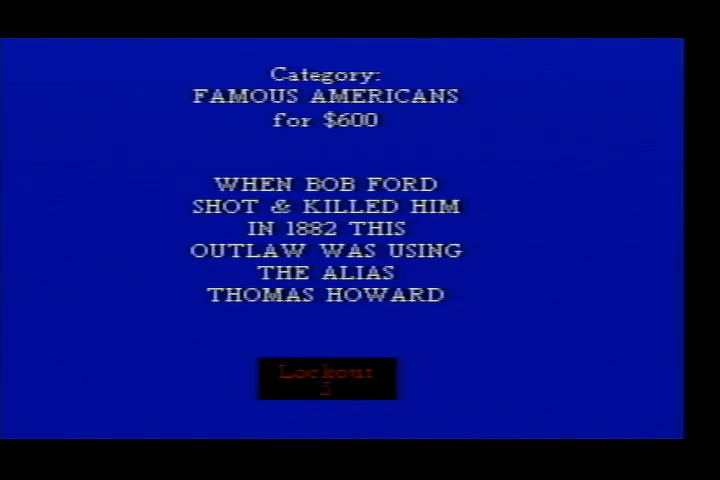 Category:
FAMOUS AMERICANS
for $600
WHEN BOB FORD
SHOT & KILLED HIM
IN 1882 THIS
OUTLAW WAS USING
THE ALIAS
THOMAS HOWARD
Lockout
5